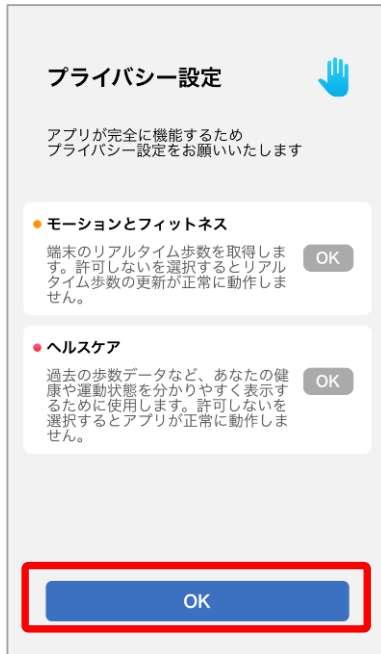 プライバシー設定
アプリが完全に機能するため
プライバシー設定をお願いいたします
モーションとフィットネス
端末のリアルタイム歩数を取得しま
す。許可しないを選択するとリアル
タイム歩数の更新が正常に動作しま
せん。
OK
ヘルスケア
過去の歩数データなど、あなたの健
康や運動状態を分かりやすく表示す
るために使用します。許可しないを
選択するとアプリが正常に動作しま
せん。
OK
OK